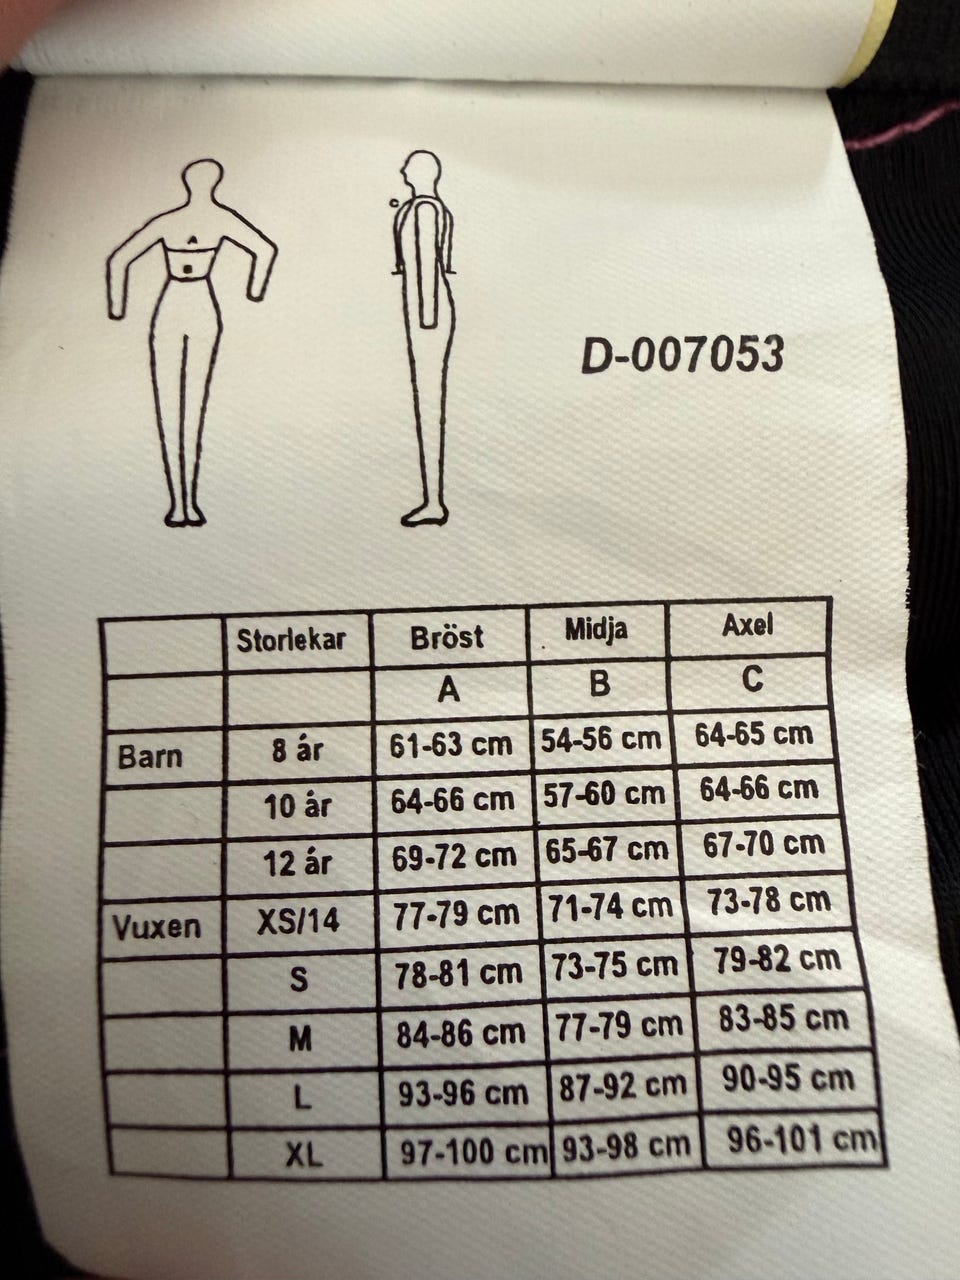 A
B
C
D-007053
Storlekar Bröst Midja Axel
A B C
Barn 8 ár 61-63 cm 54-56 cm 64-65 cm
10 ár 64-66 cm 57-60 cm 64-66 cm
12 ár 69-72 cm 65-67 cm 67-70 cm
Vuxen XS/14 77-79 cm 71-74 cm 73-78 cm
S 78-81 cm 73-75 cm 79-82 cm
M 84-86 cm 77-79 cm 83-85 cm
L 93-96 cm 87-92 cm 90-95 cm
XL 97-100 cm 93-98 cm 96-101 cm